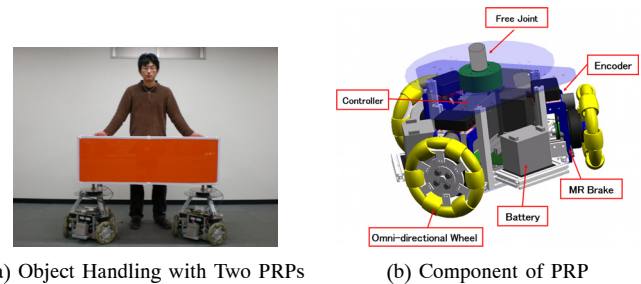 Free Joint
Encoder
Controller
MR Brake
Battery
Omni-directional Wheel
a) Object Handling with Two PRPs
(b) Component of PRP